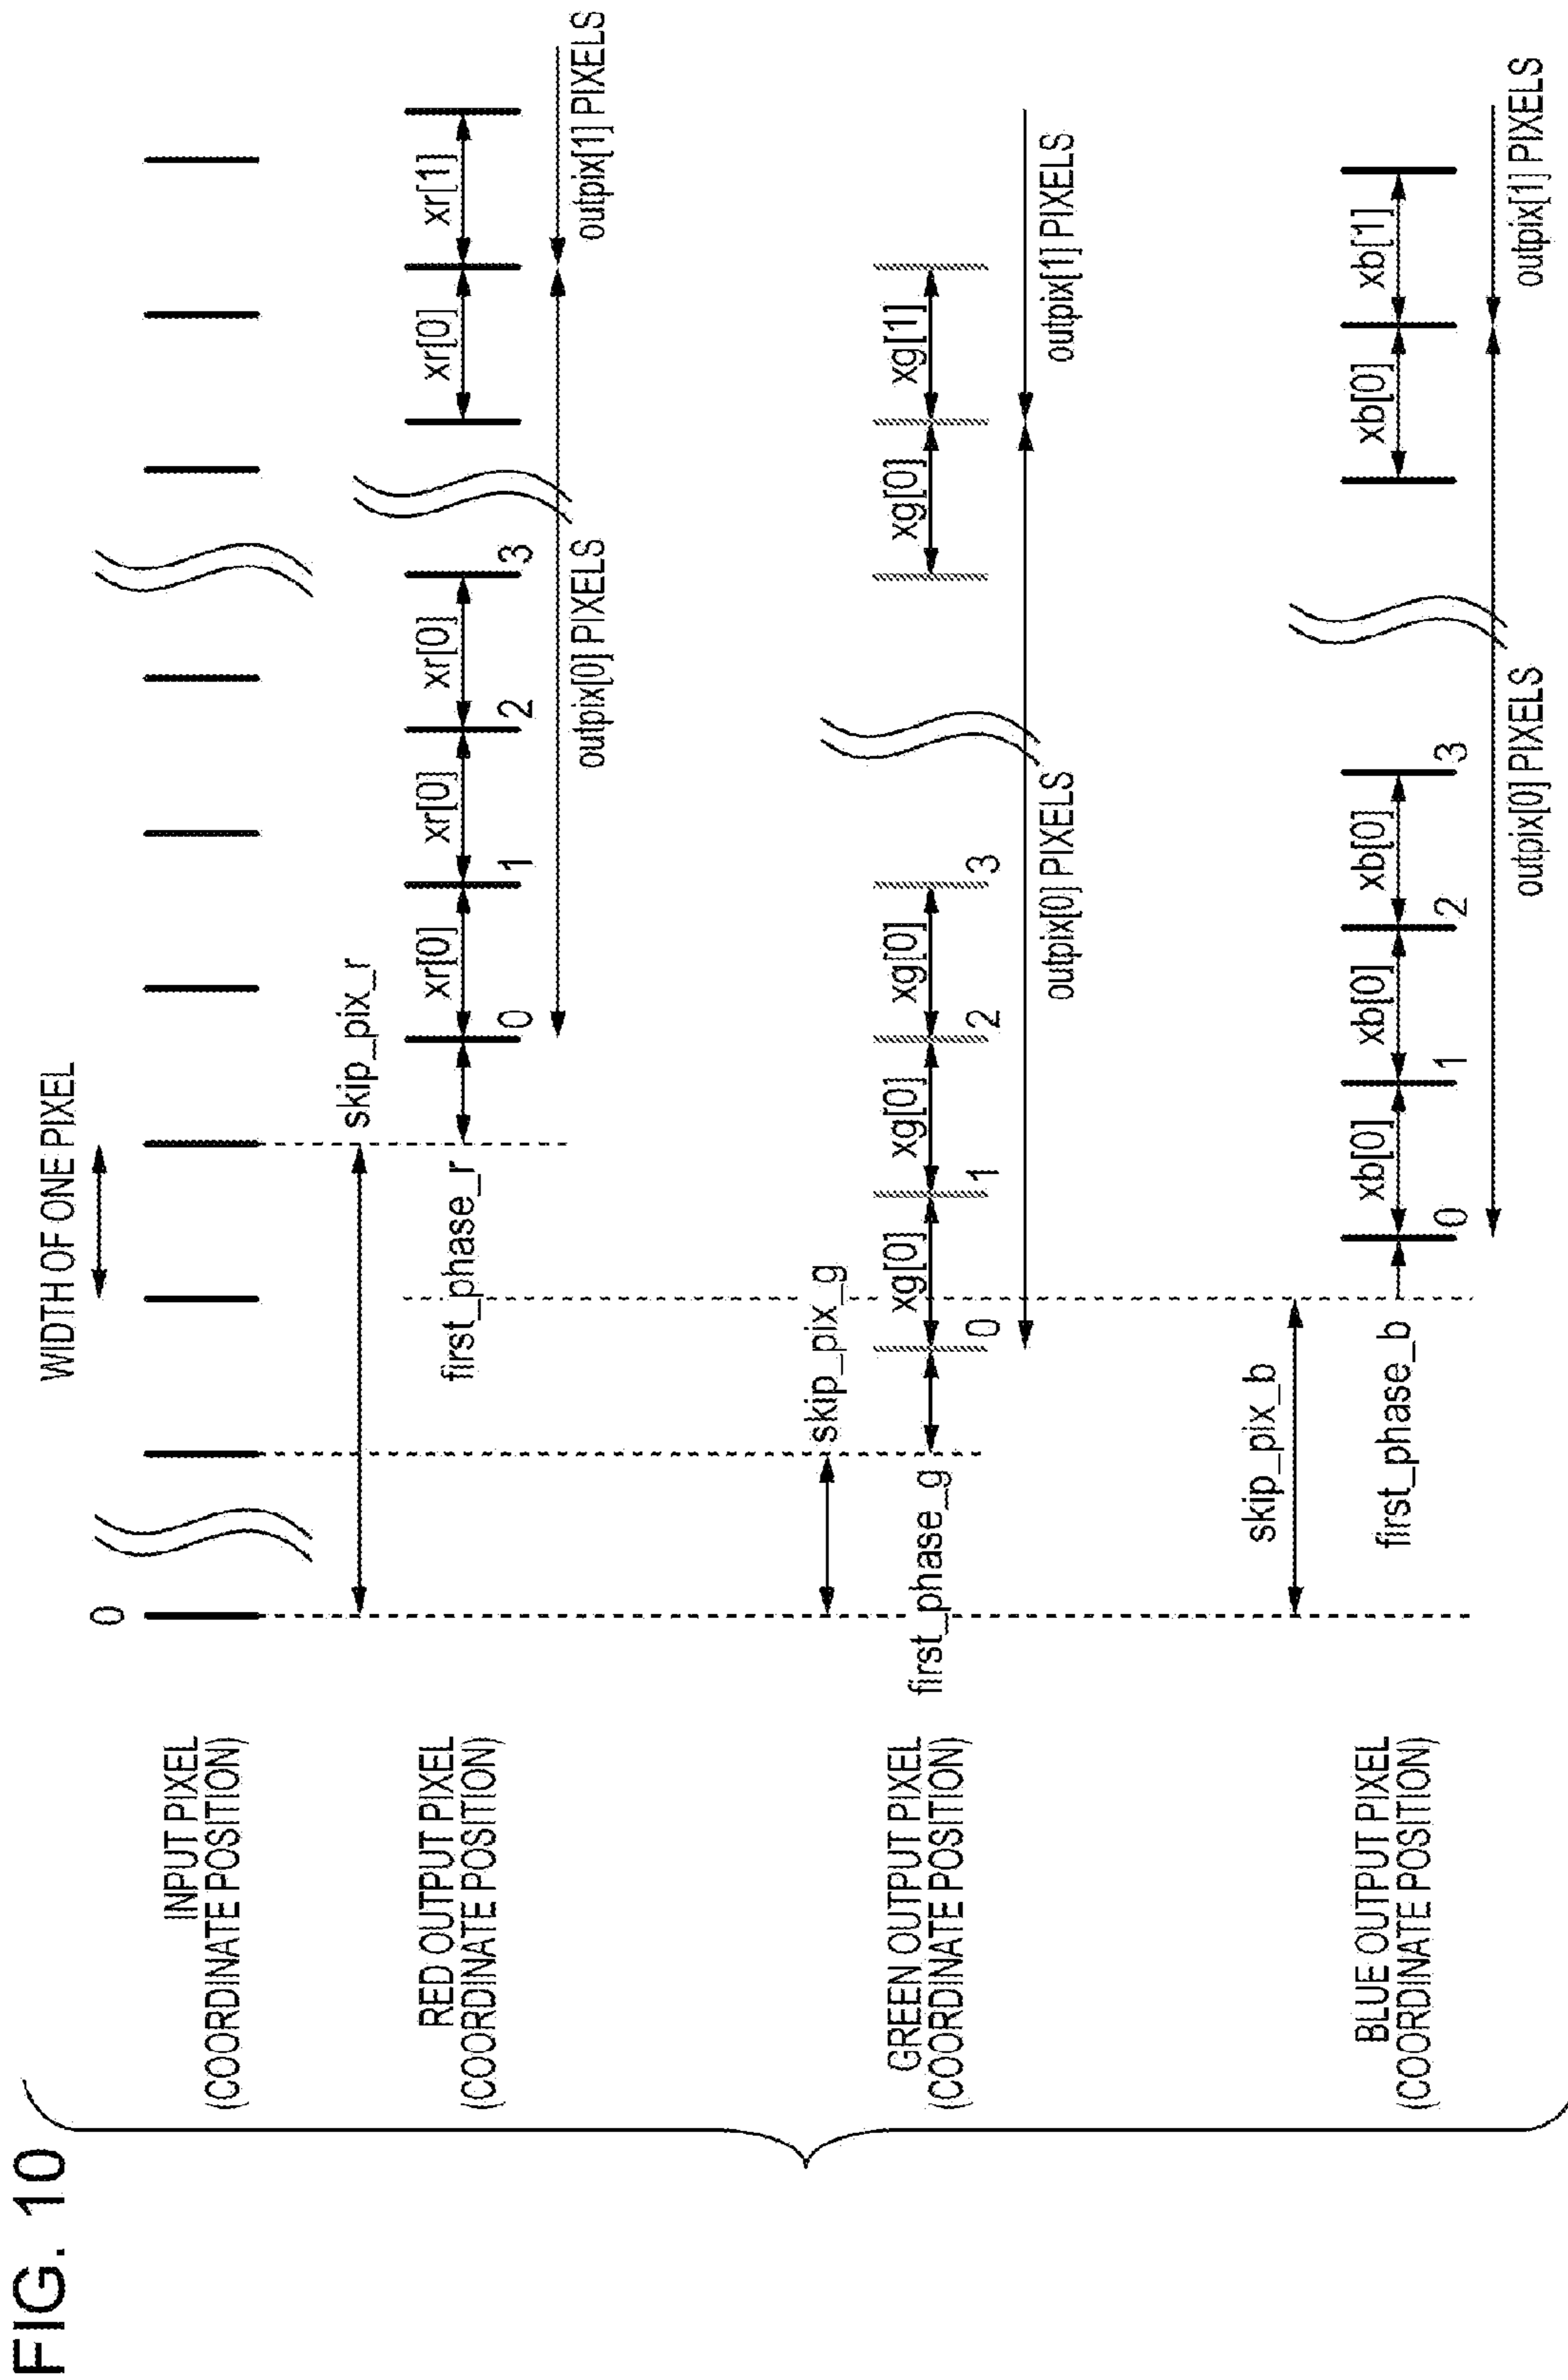 FIG. 10
WIDTH OF ONE PIXEL
INPUT PIXEL
(COORDINATE POSITION)
0
skip_pix_r
RED OUTPUT PIXEL
(COORDINATE POSITION)
first_phase_r
xr[0]
xr[0]
xr[0]
xr[0]
xr[1]
0
1
2
3
outpix[0] PIXELS
outpix[1] PIXELS
skip_pix_g
GREEN OUTPUT PIXEL
(COORDINATE POSITION)
first_phase_g
xg[0]
xg[0]
xg[0]
xg[0]
xg[1]
0
1
2
3
outpix[0] PIXELS
outpix[1] PIXELS
skip_pix_b
BLUE OUTPUT PIXEL
(COORDINATE POSITION)
first_phase_b
xb[0]
xb[0]
xb[0]
xb[0]
xb[1]
0
1
2
3
outpix[0] PIXELS
outpix[1] PIXELS